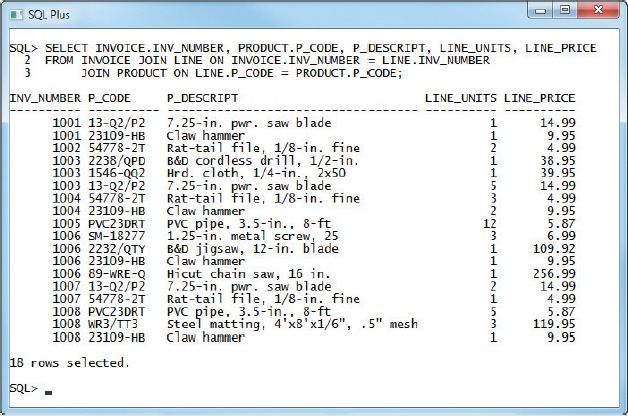 SQL Plus
SQL> SELECT INVOICE.INV_NUMBER, PRODUCT.P_CODE, P_DESCRIPT, LINE_UNITS, LINE_PRICE
2 FROM INVOICE JOIN LINE ON INVOICE.INV_NUMBER = LINE.INV_NUMBER
3 JOIN PRODUCT ON LINE.P_CODE = PRODUCT.P_CODE;
INV_NUMBER P_CODE P_DESCRIPT LINE_UNITS LINE_PRICE
---------- ---------- ----------------------------------- ---------- ----------
1001 13-Q2/P2 7.25-in. pwr. saw blade 1 14.99
1001 23109-HB Claw hammer 1 9.95
1002 54778-2T Rat-tail file, 1/8-in. fine 2 4.99
1003 2238/QPD B&D cordless drill, 1/2-in. 1 38.95
1003 1546-QQ2 Hrd. cloth, 1/4-in., 2x50 1 39.95
1003 13-Q2/P2 7.25-in. pwr. saw blade 5 14.99
1004 54778-2T Rat-tail file, 1/8-in. fine 3 4.99
1004 23109-HB Claw hammer 2 9.95
1005 PVC23DRT PVC pipe, 3.5-in., 8-ft 12 5.87
1006 SM-18277 1.25-in. metal screw, 25 3 6.99
1006 2232/QTY B&D jigsaw, 12-in. blade 1 109.92
1006 23109-HB Claw hammer 1 9.95
1006 89-WRE-Q Hicut chain saw, 16 in. 1 256.99
1007 13-Q2/P2 7.25-in. pwr. saw blade 2 14.99
1007 54778-2T Rat-tail file, 1/8-in. fine 1 4.99
1008 PVC23DRT PVC pipe, 3.5-in., 8-ft 5 5.87
1008 WR3/TT3 Steel matting, 4'x8'x1/6", .5" mesh 3 119.95
1008 23109-HB Claw hammer 1 9.95
18 rows selected.
SQL>